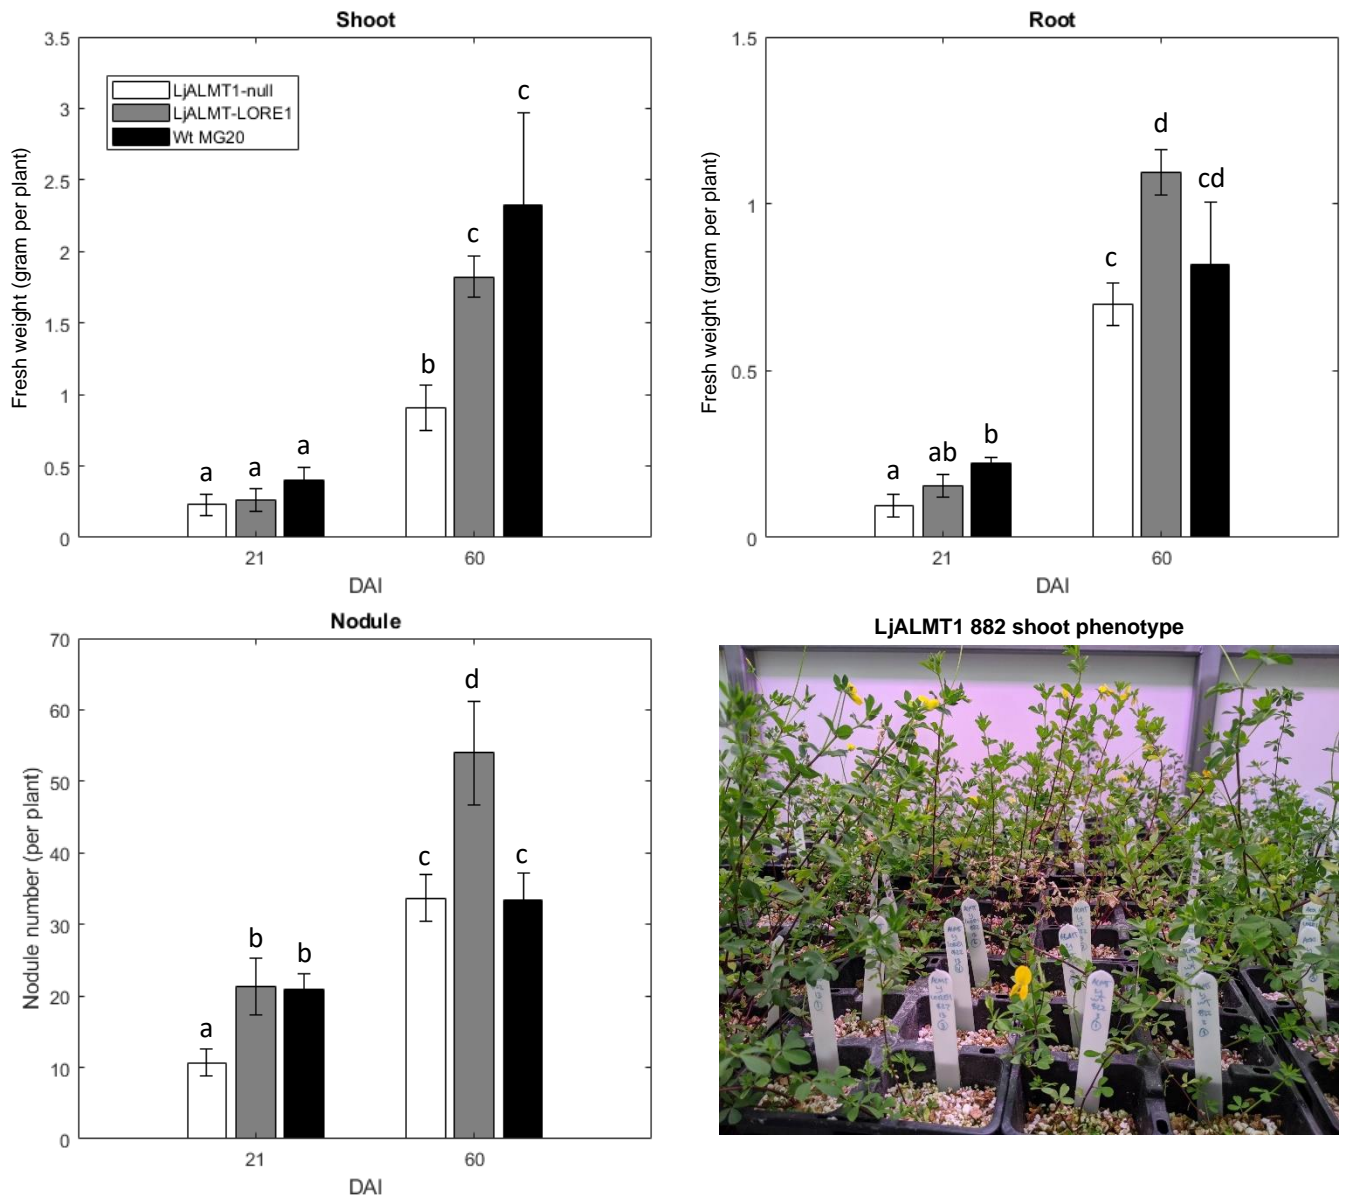 Shoot
3.5
3
2.5
2
1.5
1
0.5
0
Fresh weight (gram per plant)
LjALMT1-null
LjALMT-LORE1
Wt MG20
a
a
a
b
c
c
21
60
DAI
Root
1.5
1
0.5
0
Fresh weight (gram per plant)
a
ab
b
c
d
cd
21
60
DAI
Nodule
70
60
50
40
30
20
10
0
Nodule number (per plant)
a
b
b
c
d
c
21
60
DAI
LjALMT1 882 shoot phenotype